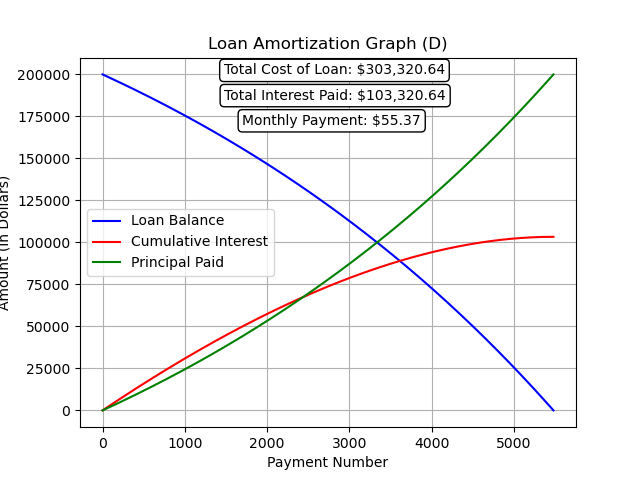 Loan Amortization Graph (D)
Total Cost of Loan: $303,320.64
Total Interest Paid: $103,320.64
Monthly Payment: $55.37
200000
175000
150000
125000
100000
75000
50000
25000
0
Amount (in Dollars)
Loan Balance
Cumulative Interest
Principal Paid
0 1000 2000 3000 4000 5000
Payment Number